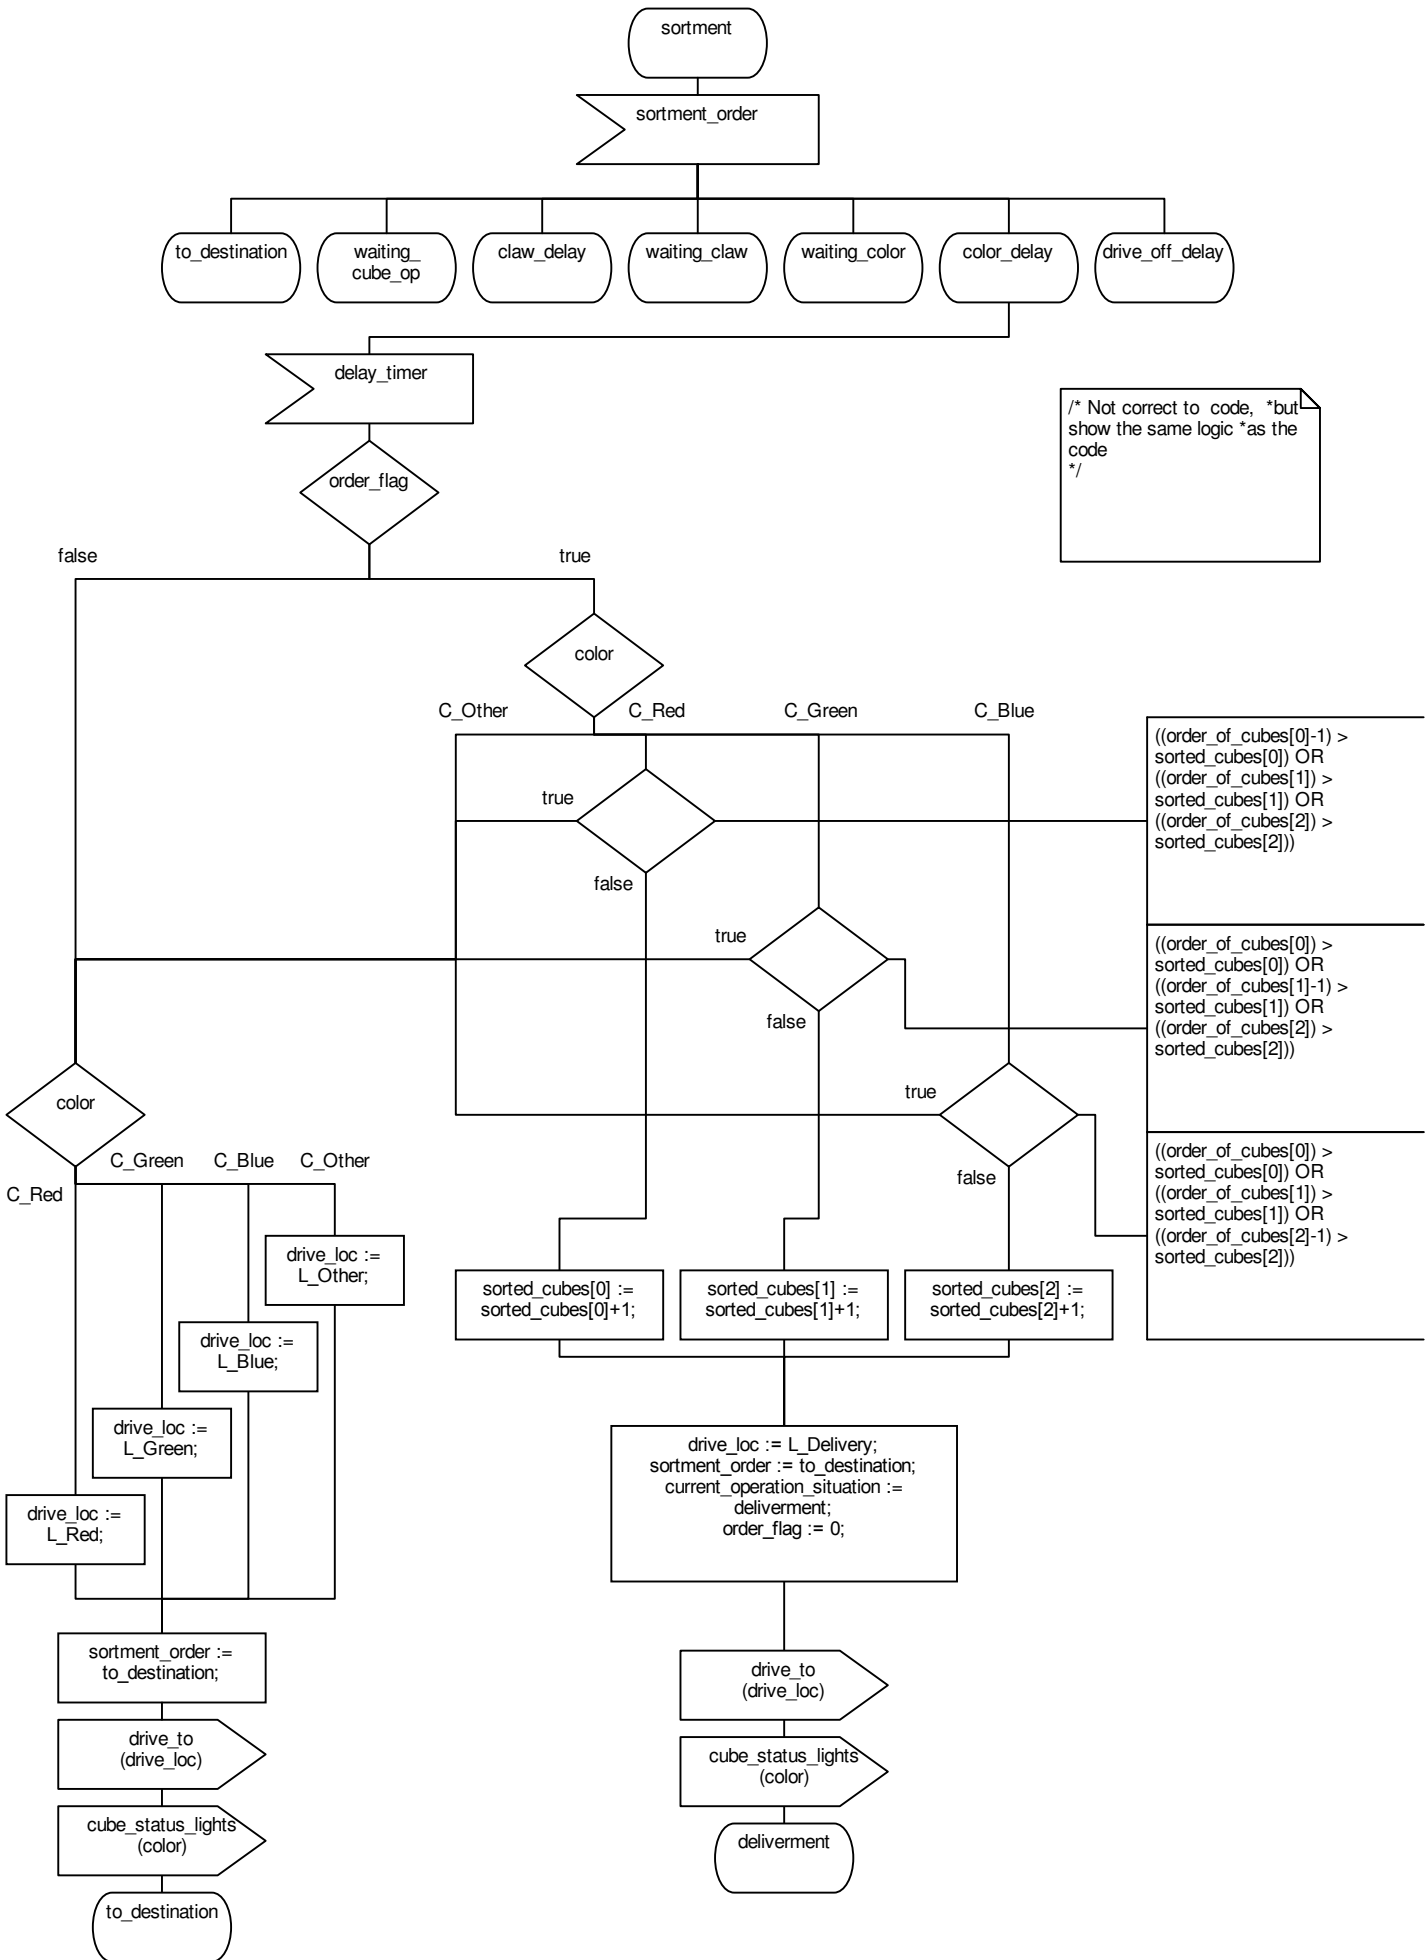 sortment
sortment_order
to_destination
waiting_
cube_op
claw_delay
waiting_claw
waiting_color
color_delay
drive_off_delay
delay_timer
/* Not correct to code, *but
show the same logic *as the
code
*/
order_flag
false
true
color
C_Other
C_Red
C_Green
C_Blue
((order_of_cubes[0]-1) >
sorted_cubes[0]) OR
((order_of_cubes[1]) >
sorted_cubes[1]) OR
((order_of_cubes[2]) >
sorted_cubes[2]))
true
false
((order_of_cubes[0]) >
sorted_cubes[0]) OR
((order_of_cubes[1]-1) >
sorted_cubes[1]) OR
((order_of_cubes[2]) >
sorted_cubes[2]))
true
false
true
false
((order_of_cubes[0]) >
sorted_cubes[0]) OR
((order_of_cubes[1]) >
sorted_cubes[1]) OR
((order_of_cubes[2]-1) >
sorted_cubes[2]))
color
C_Red
C_Green
C_Blue
C_Other
drive_loc :=
L_Other;
drive_loc :=
L_Blue;
drive_loc :=
L_Green;
drive_loc :=
L_Red;
sorted_cubes[0] :=
sorted_cubes[0]+1;
sorted_cubes[1] :=
sorted_cubes[1]+1;
sorted_cubes[2] :=
sorted_cubes[2]+1;
drive_loc := L_Delivery;
sortment_order := to_destination;
current_operation_situation :=
deliverment;
order_flag := 0;
sortment_order :=
to_destination;
drive_to
(drive_loc)
cube_status_lights
(color)
to_destination
drive_to
(drive_loc)
cube_status_lights
(color)
deliverment